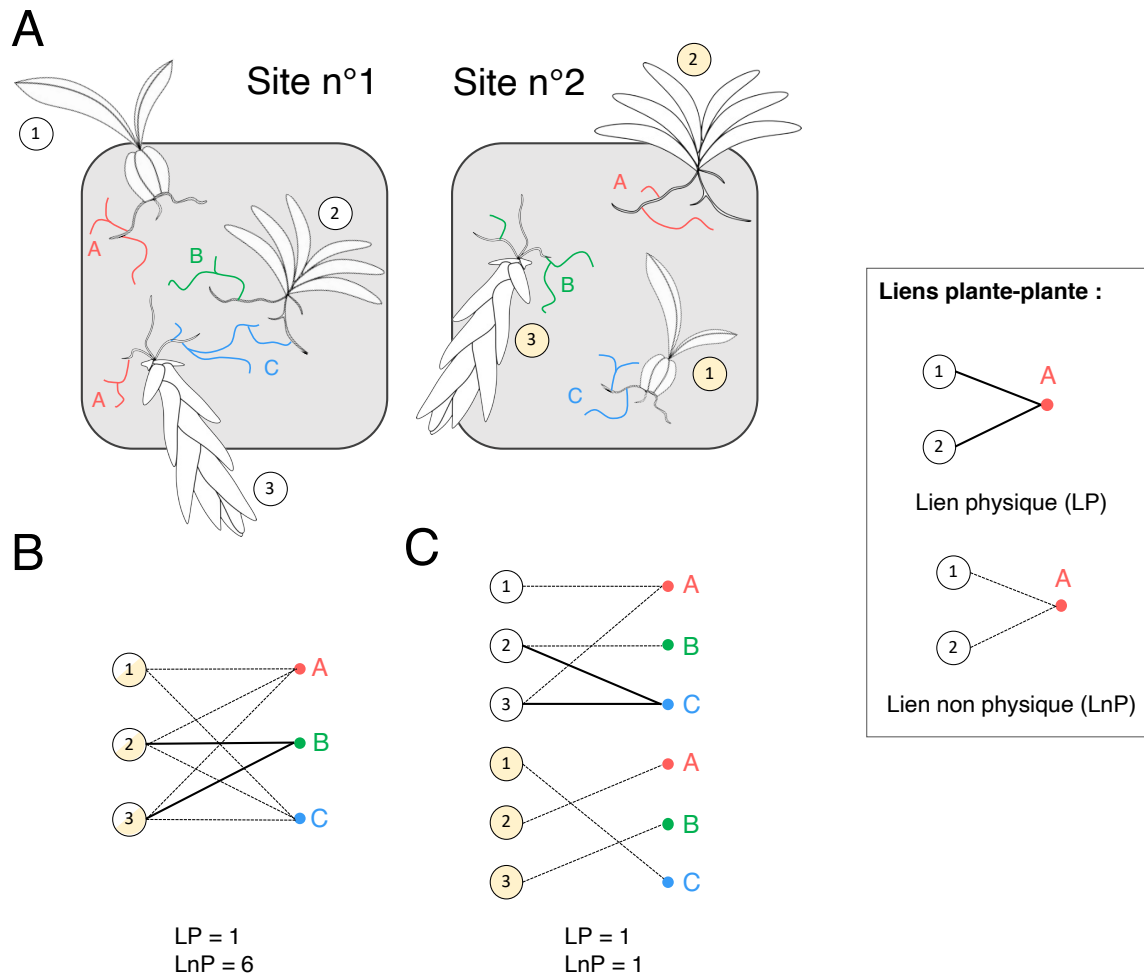 A
Site n°1
Site n°2
1
2
2
A
B
A
B
3
C
C
1
A
3
Liens plante-plante :
1
A
2
Lien physique (LP)
1
A
2
Lien non physique (LnP)
B
1
A
2
B
3
C
LP = 1
LnP = 6
C
1
A
2
B
3
C
1
A
2
B
3
C
LP = 1
LnP = 1